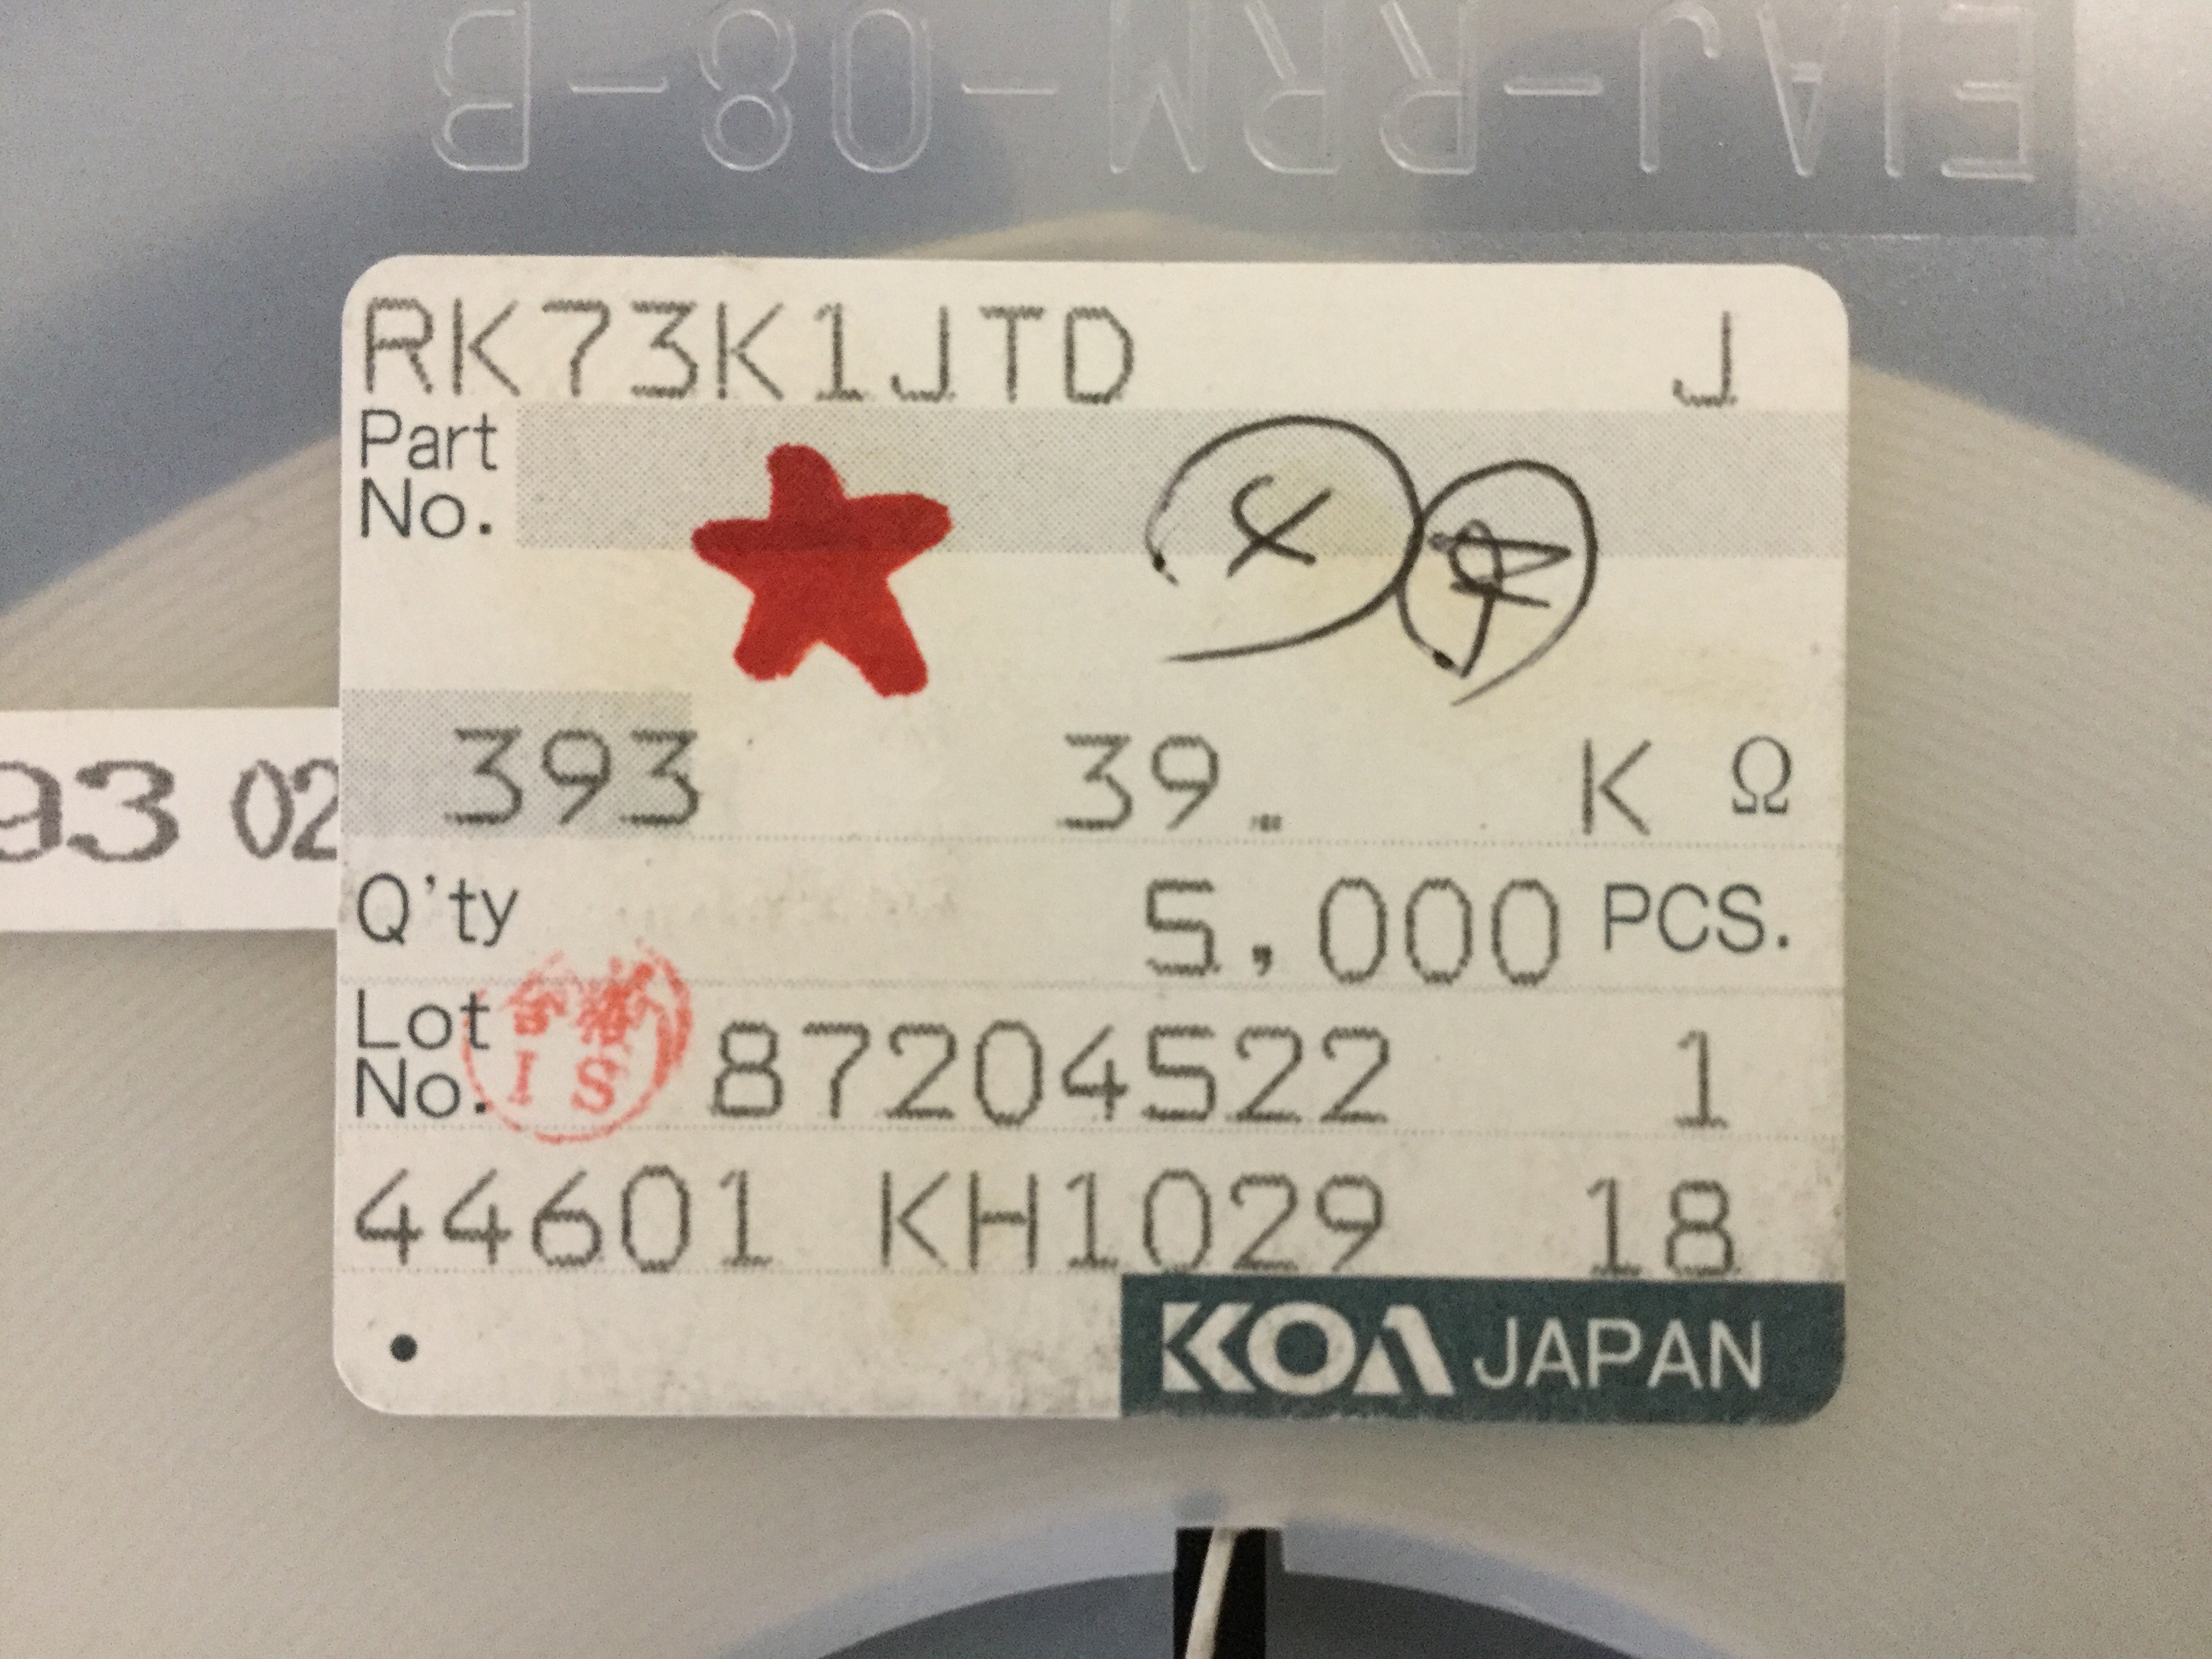 EIAJ-RRM-08-B
RK73K1JTD J
Part
No.
393 39. K Ω
93 02
Q'ty 5,000 PCS.
合格
I S
Lot
No. 87204522 1
44601 KH1029 18
KOA JAPAN